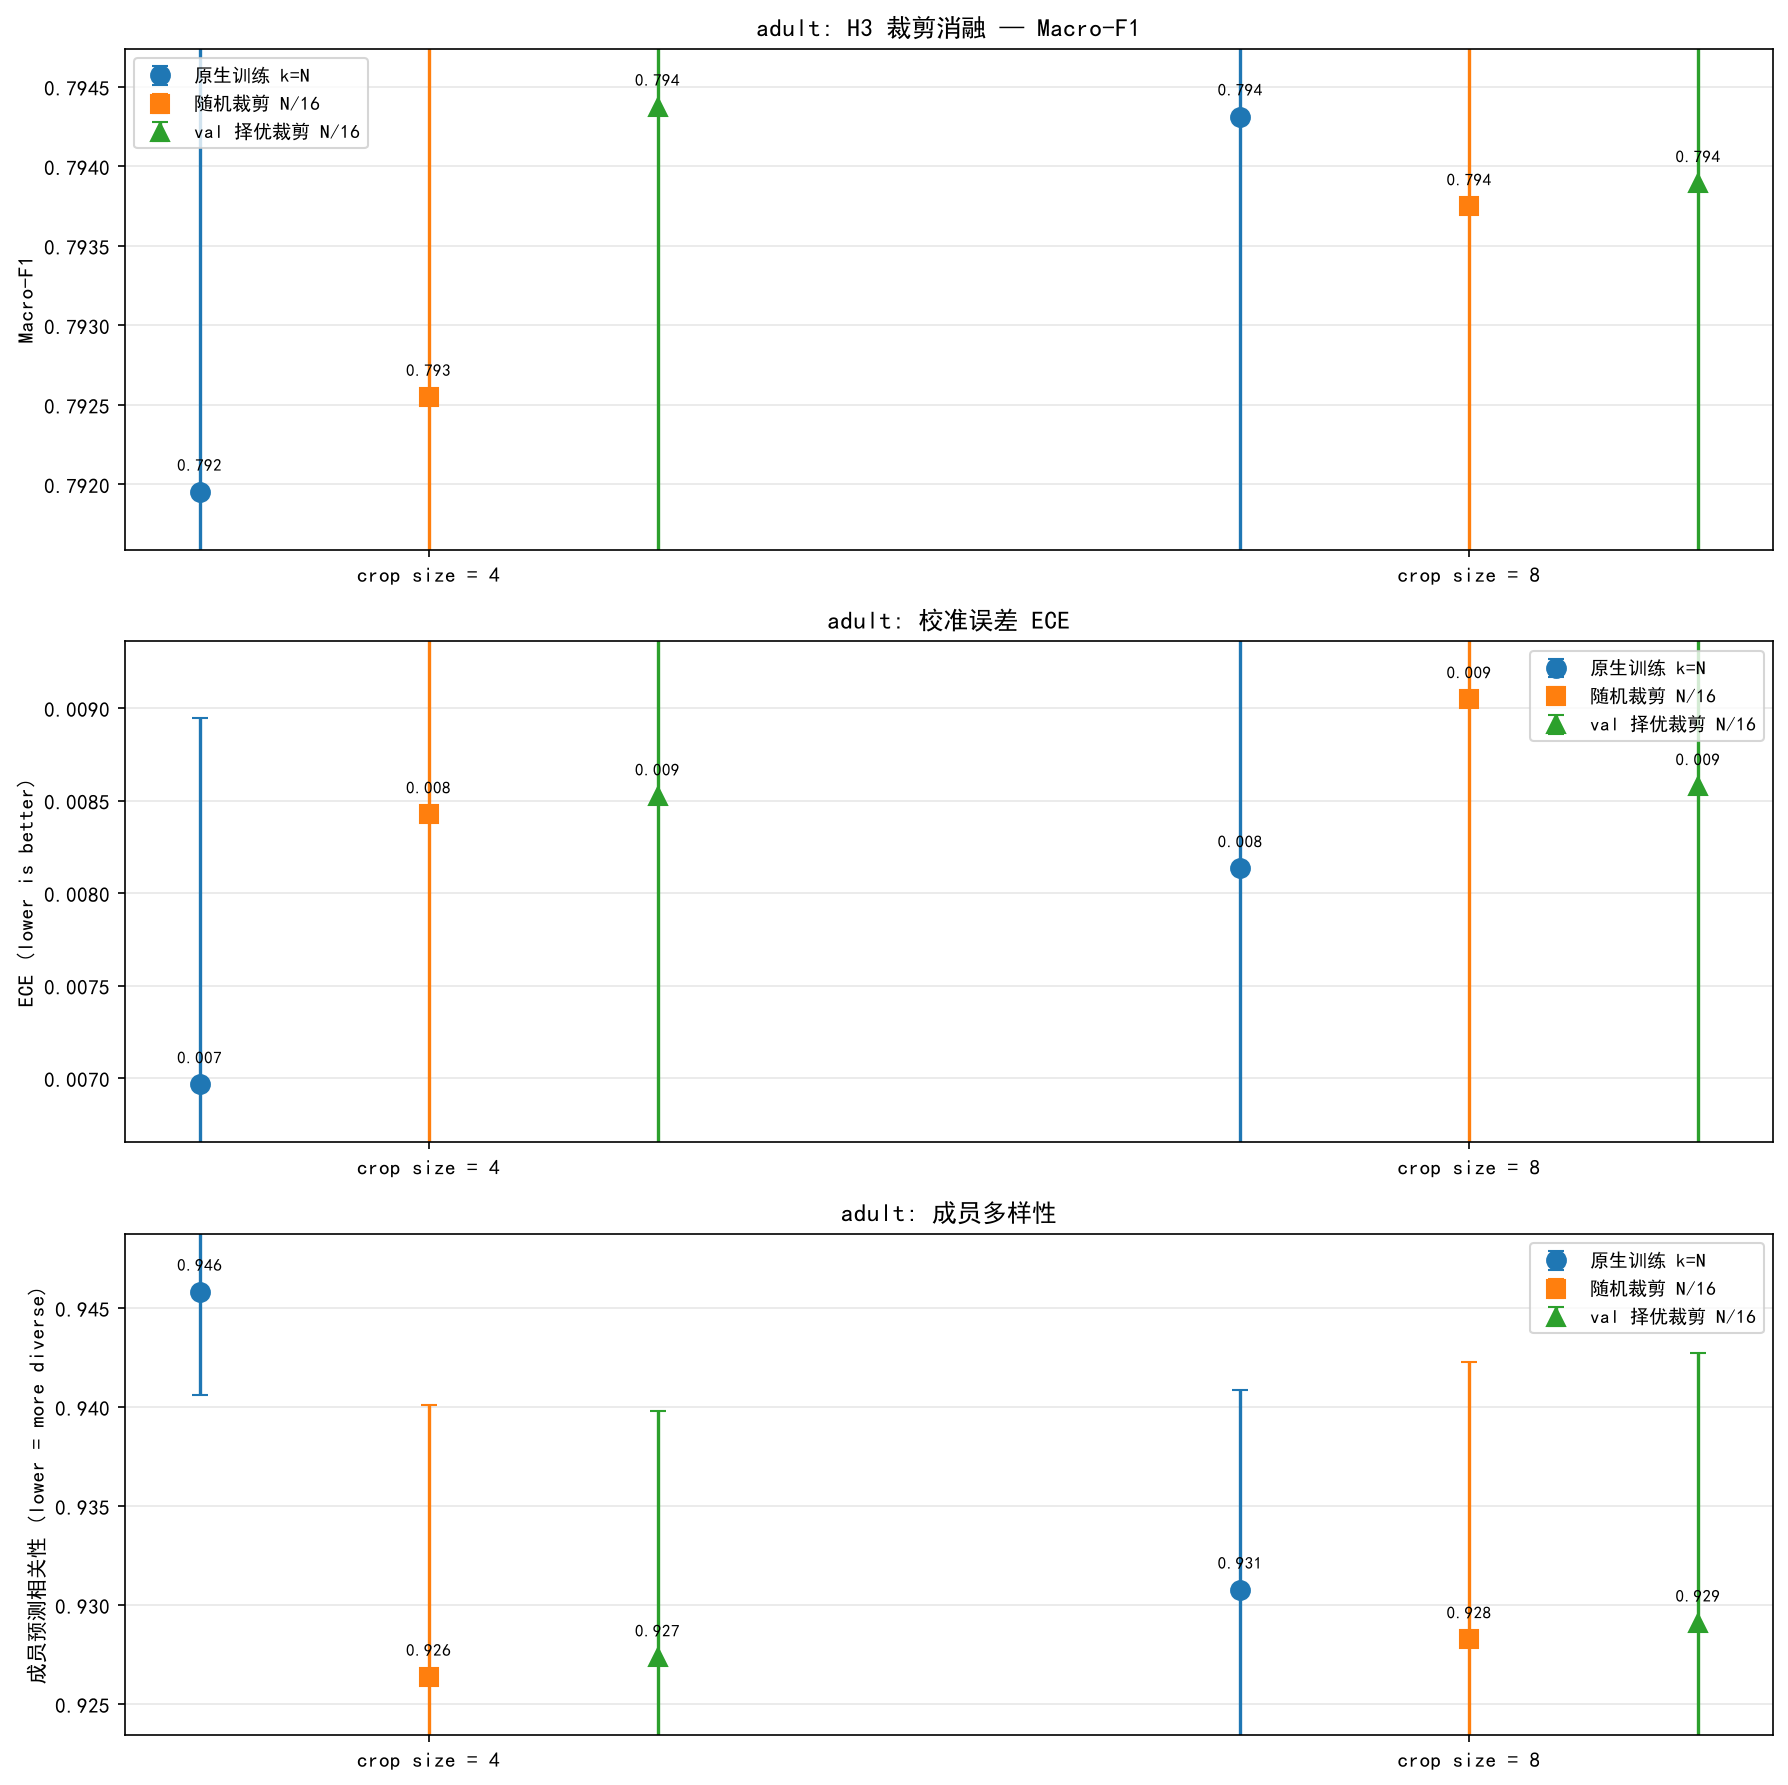 adult: H3 裁剪消融 — Macro-F1
原生训练 k=N
随机裁剪 N/16
val 择优裁剪 N/16
Macro-F1
0.7945
0.7940
0.7935
0.7930
0.7925
0.7920
0.792
0.793
0.794
0.794
0.794
0.794
crop size = 4
crop size = 8
adult: 校准误差 ECE
原生训练 k=N
随机裁剪 N/16
val 择优裁剪 N/16
ECE (lower is better)
0.0090
0.0085
0.0080
0.0075
0.0070
0.007
0.008
0.009
0.008
0.009
0.009
crop size = 4
crop size = 8
adult: 成员多样性
原生训练 k=N
随机裁剪 N/16
val 择优裁剪 N/16
成员预测相关性 (lower = more diverse)
0.945
0.940
0.935
0.930
0.925
0.946
0.926
0.927
0.931
0.928
0.929
crop size = 4
crop size = 8